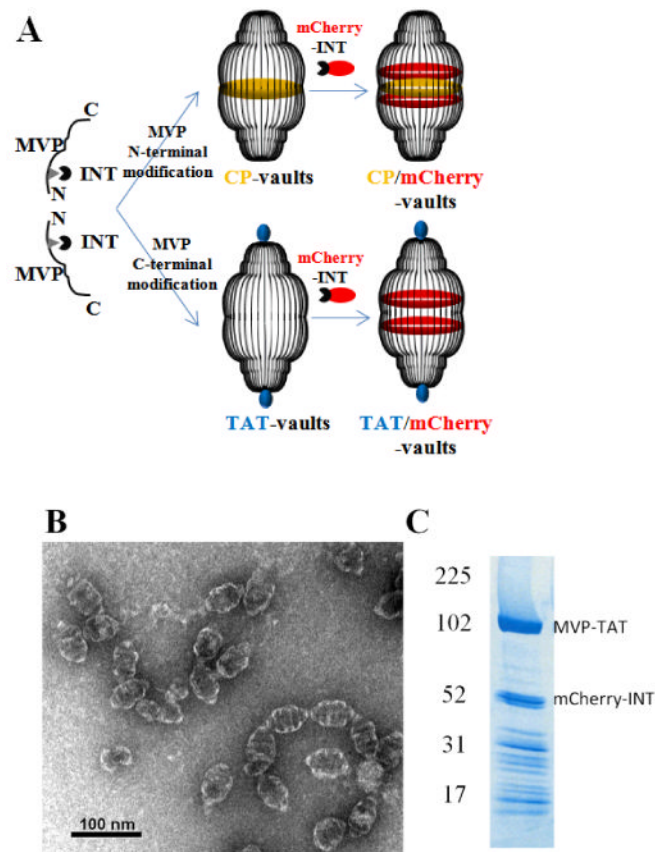 A
C
MVP
INT
N
N
INT
MVP
C
MVP
N-terminal
modification
MVP
C-terminal
modification
mCherry
-INT
CP-vaults
CP/mCherry
-vaults
mCherry
-INT
TAT-vaults
TAT/mCherry
-vaults
B
100 nm
C
225
102
MVP-TAT
52
mCherry-INT
31
17